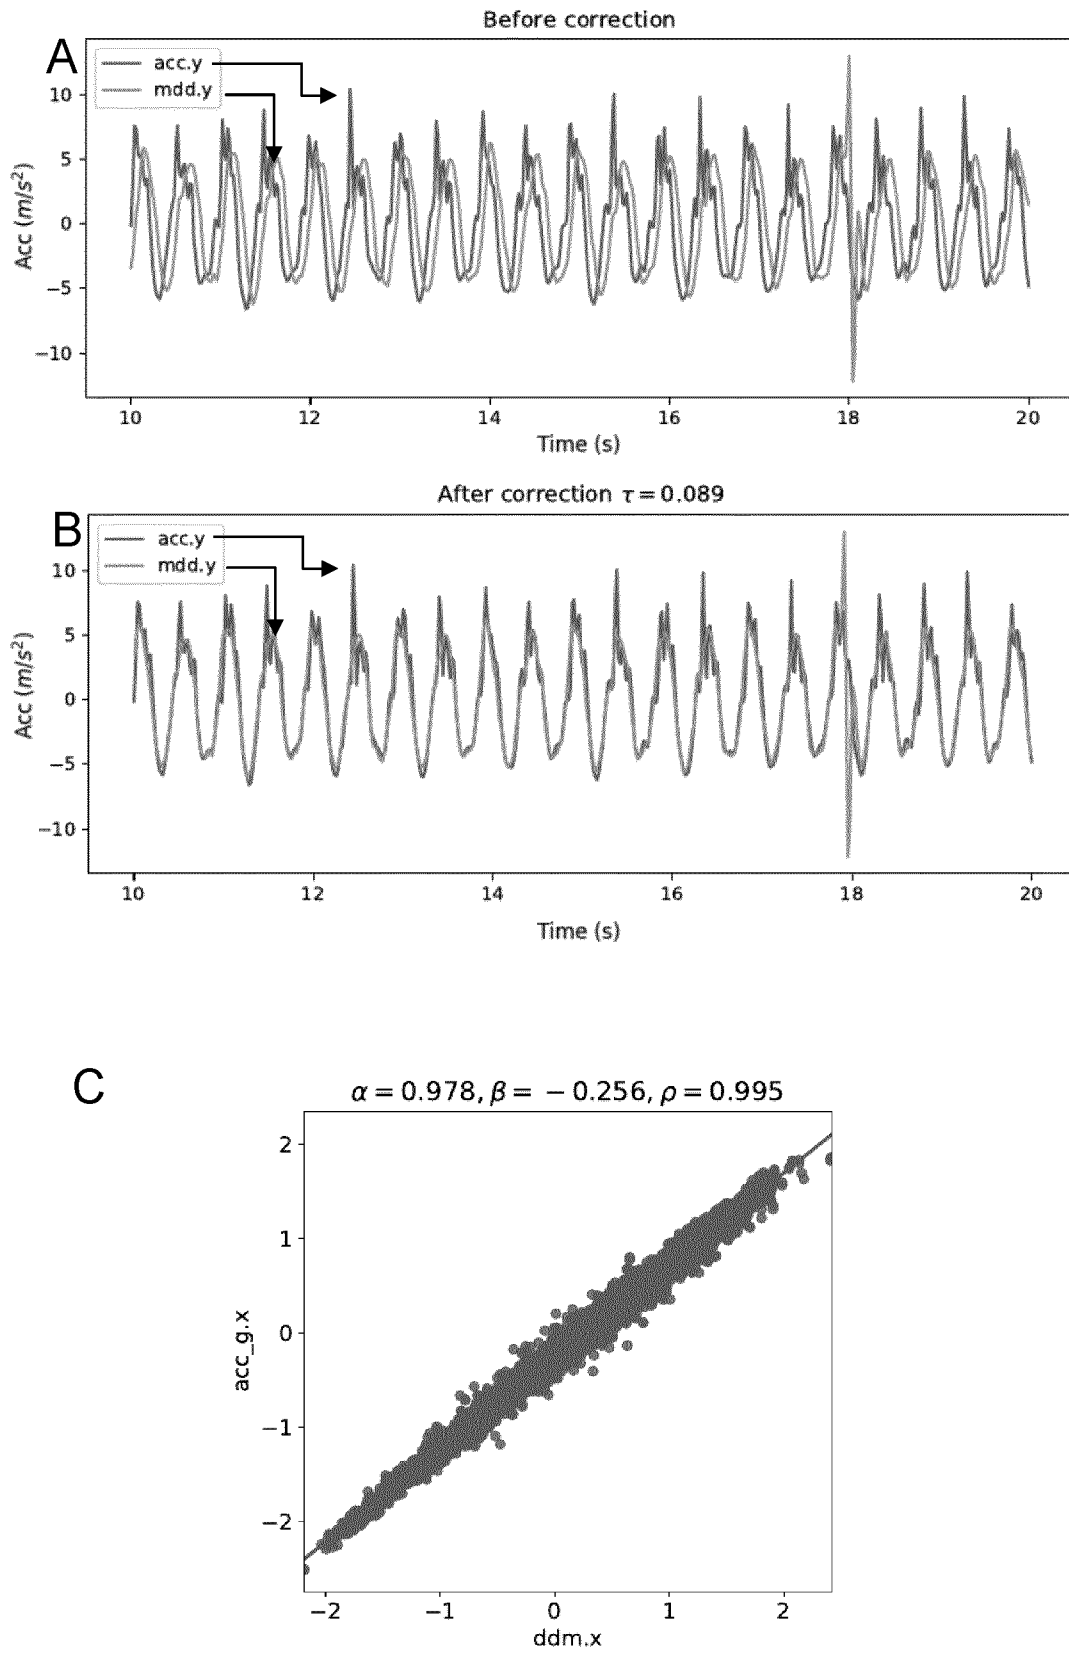 Before correction
A
acc.y
mdd.y
10
5
0
−5
−10
Acc (m/s²)
10 12 14 16 18 20
Time (s)
After correction τ = 0.089
B
acc.y
mdd.y
10
5
0
−5
−10
Acc (m/s²)
10 12 14 16 18 20
Time (s)
C
α = 0.978, β = − 0.256, ρ = 0.995
2
1
0
−1
−2
acc_g.x
−2 −1 0 1 2
ddm.x